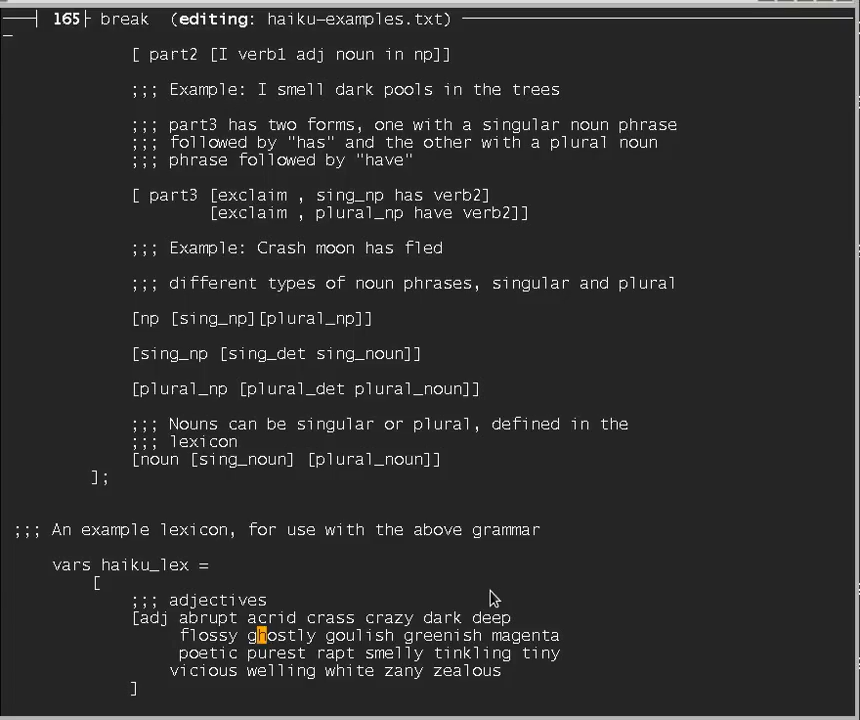 165 break (editing: haiku-examples.txt)
[ part2 [I verb1 adj noun in np]]
;;; Example: I smell dark pools in the trees
;;; part3 has two forms, one with a singular noun phrase
;;; followed by "has" and the other with a plural noun
;;; phrase followed by "have"
[ part3 [exclaim , sing_np has verb2]
[exclaim , plural_np have verb2]]
;;; Example: Crash moon has fled
;;; different types of noun phrases, singular and plural
[np [sing_np][plural_np]]
[sing_np [sing_det sing_noun]]
[plural_np [plural_det plural_noun]]
;;; Nouns can be singular or plural, defined in the
;;; lexicon
[noun [sing_noun] [plural_noun]]
];
;;; An example lexicon, for use with the above grammar
vars haiku_lex =
[
;;; adjectives
[adj abrupt acrid crass crazy dark deep
flossy ghostly goulish greenish magenta
poetic purest rapt smelly tinkling tiny
vicious welling white zany zealous
]